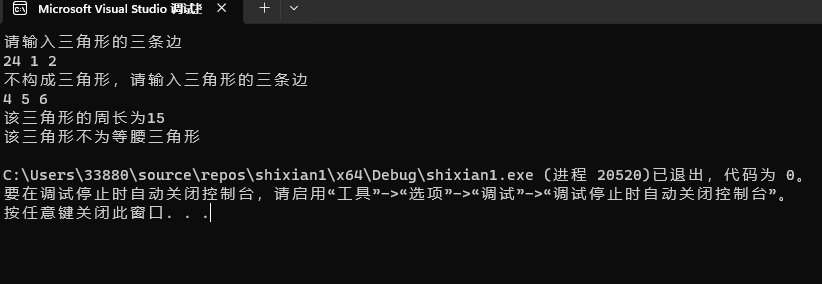 Microsoft Visual Studio 调试
请输入三角形的三条边
24 1 2
不构成三角形，请输入三角形的三条边
4 5 6
该三角形的周长为15
该三角形不为等腰三角形
C:\Users\33880\source\repos\shixian1\x64\Debug\shixian1.exe (进程 20520)已退出，代码为 0。
要在调试停止时自动关闭控制台，请启用“工具”->“选项”->“调试”->“调试停止时自动关闭控制台”。
按任意键关闭此窗口. . .